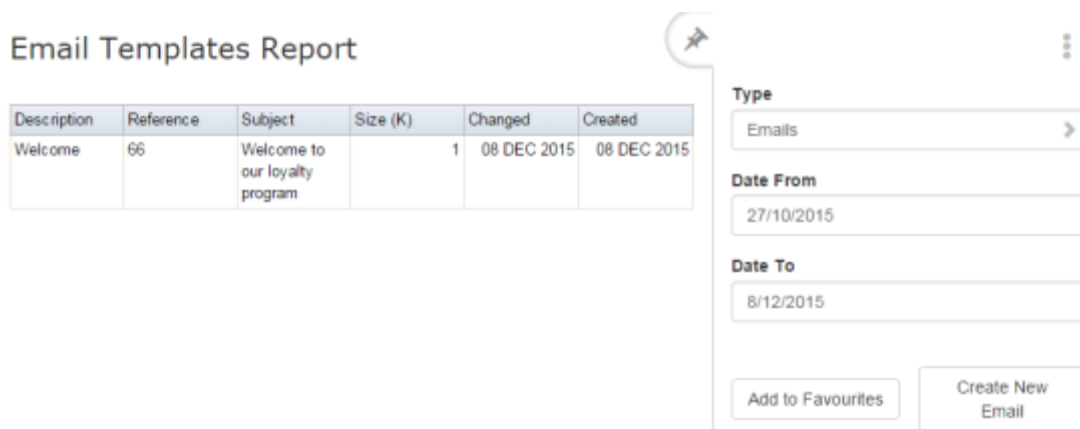 Email Templates Report
Description Reference Subject Size (K) Changed Created
Welcome 66 Welcome to 1 08 DEC 2015 08 DEC 2015
our loyalty
program
Type
Emails
Date From
27/10/2015
Date To
8/12/2015
Add to Favourites
Create New
Email